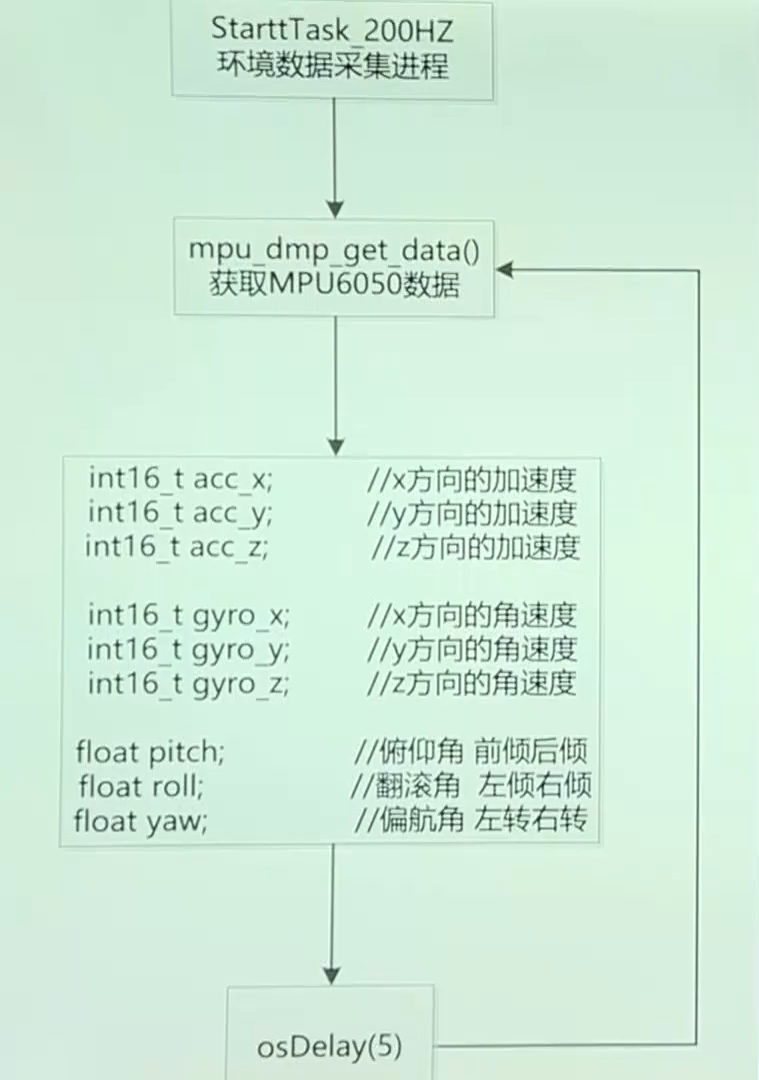 StarttTask_200HZ
环境数据采集进程
mpu_dmp_get_data()
获取MPU6050数据
int16_t acc_x; //x方向的加速度
int16_t acc_y; //y方向的加速度
int16_t acc_z; //z方向的加速度
int16_t gyro_x; //x方向的角速度
int16_t gyro_y; //y方向的角速度
int16_t gyro_z; //z方向的角速度
float pitch; //俯仰角 前倾后倾
float roll; //翻滚角 左倾右倾
float yaw; //偏航角 左转右转
osDelay(5)